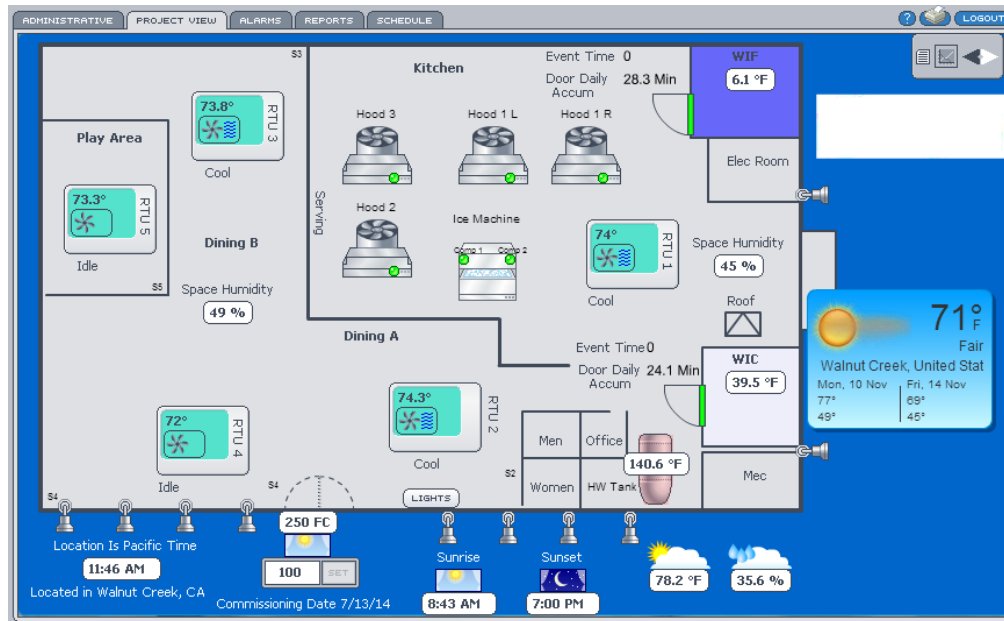 ADMINISTRATIVE
PROJECT VIEW
ALARMS
REPORTS
SCHEDULE
?
LOGOUT
S3
Kitchen
Event Time 0
Door Daily Accum 28.3 Min
WIF
6.1 °F
73.8°
RTU 3
Cool
Play Area
Hood 3
Hood 1 L
Hood 1 R
Elec Room
73.3°
RTU 5
Idle
S5
Serving
Hood 2
Ice Machine
Comp 1
Comp 2
74°
RTU 1
Cool
Space Humidity
45 %
Dining B
Space Humidity
49 %
Roof
71°F
Fair
Walnut Creek, United Stat
Mon, 10 Nov
77°
49°
Fri, 14 Nov
69°
45°
Dining A
Event Time 0
Door Daily Accum 24.1 Min
WIC
39.5 °F
74.3°
RTU 2
Cool
72°
RTU 4
Idle
Men
Office
Women
HW Tank
140.6 °F
Mec
S2
S4
S4
LIGHTS
250 FC
100
SET
Location Is Pacific Time
11:46 AM
Located in Walnut Creek, CA
Commissioning Date 7/13/14
Sunrise
8:43 AM
Sunset
7:00 PM
78.2 °F
35.6 %